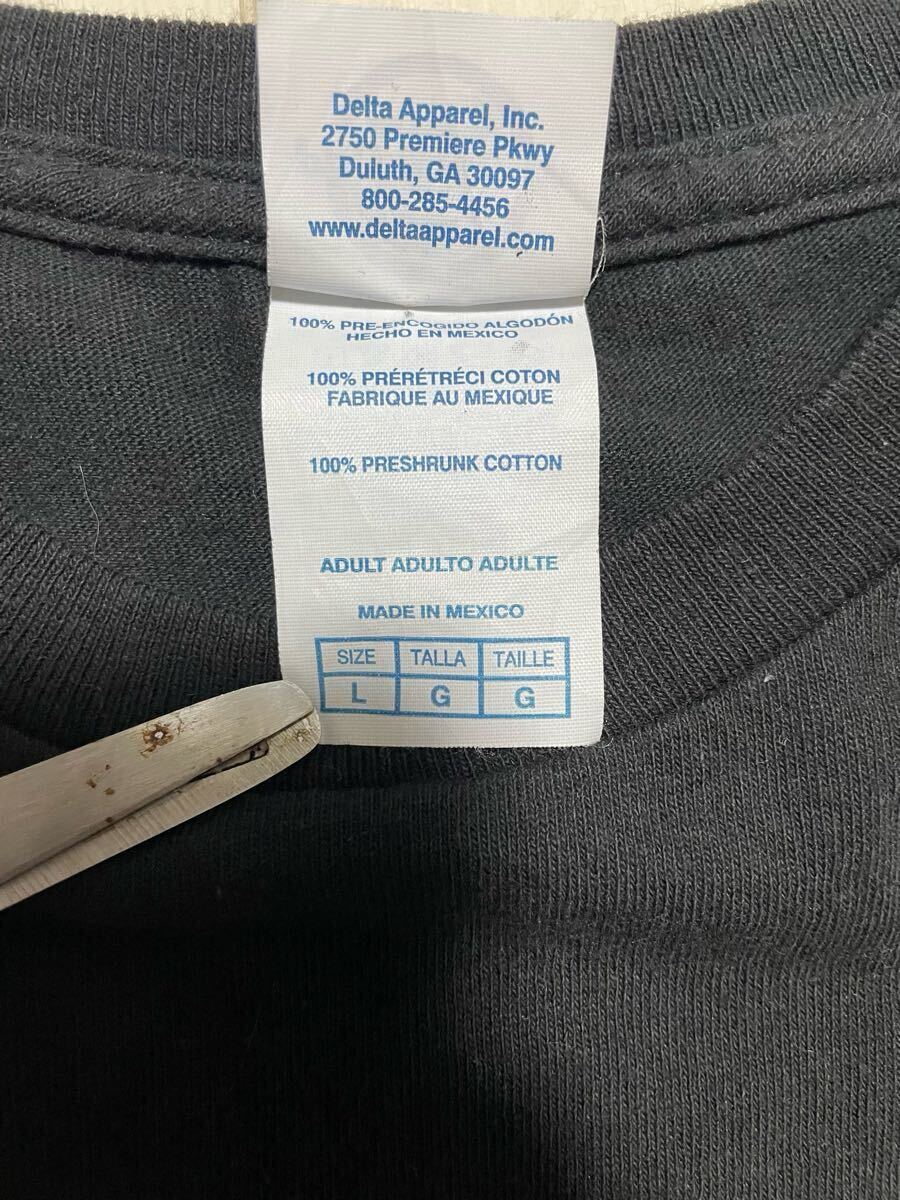 Delta Apparel, Inc.
2750 Premiere Pkwy
Duluth, GA 30097
800-285-4456
www.deltaapparel.com
100% PRE-ENCOGIDO ALGODÓN
HECHO EN MEXICO
100% PRÉRÉTRÉCI COTON
FABRIQUE AU MEXIQUE
100% PRESHRUNK COTTON
ADULT ADULTO ADULTE
MADE IN MEXICO
SIZE TALLA TAILLE
L G G